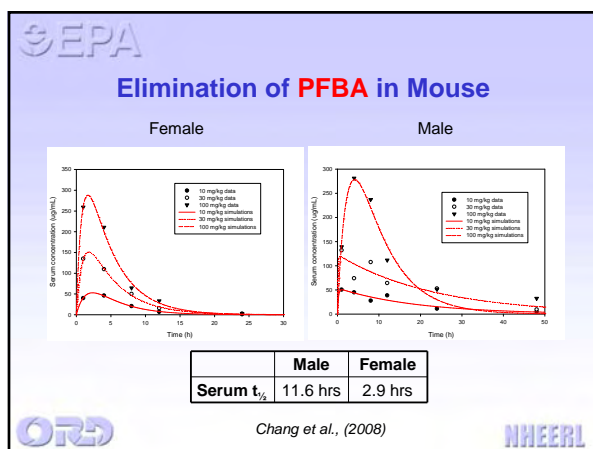 EPA
Elimination of PFBA in Mouse
Female
Male
350
300
250
200
150
100
50
0
Serum concentration (ug/mL)
0 5 10 15 20 25 30
Time (h)
10 mg/kg data
30 mg/kg data
100 mg/kg data
10 mg/kg simulations
30 mg/kg simulations
100 mg/kg simulations
300
250
200
150
100
50
0
Serum concentration (ug/mL)
0 10 20 30 40 50
Time (h)
10 mg/kg data
30 mg/kg data
100 mg/kg data
10 mg/kg simulations
30 mg/kg simulations
100 mg/kg simulations
Male Female
Serum t½ 11.6 hrs 2.9 hrs
Chang et al., (2008)
ORD
NHEERL